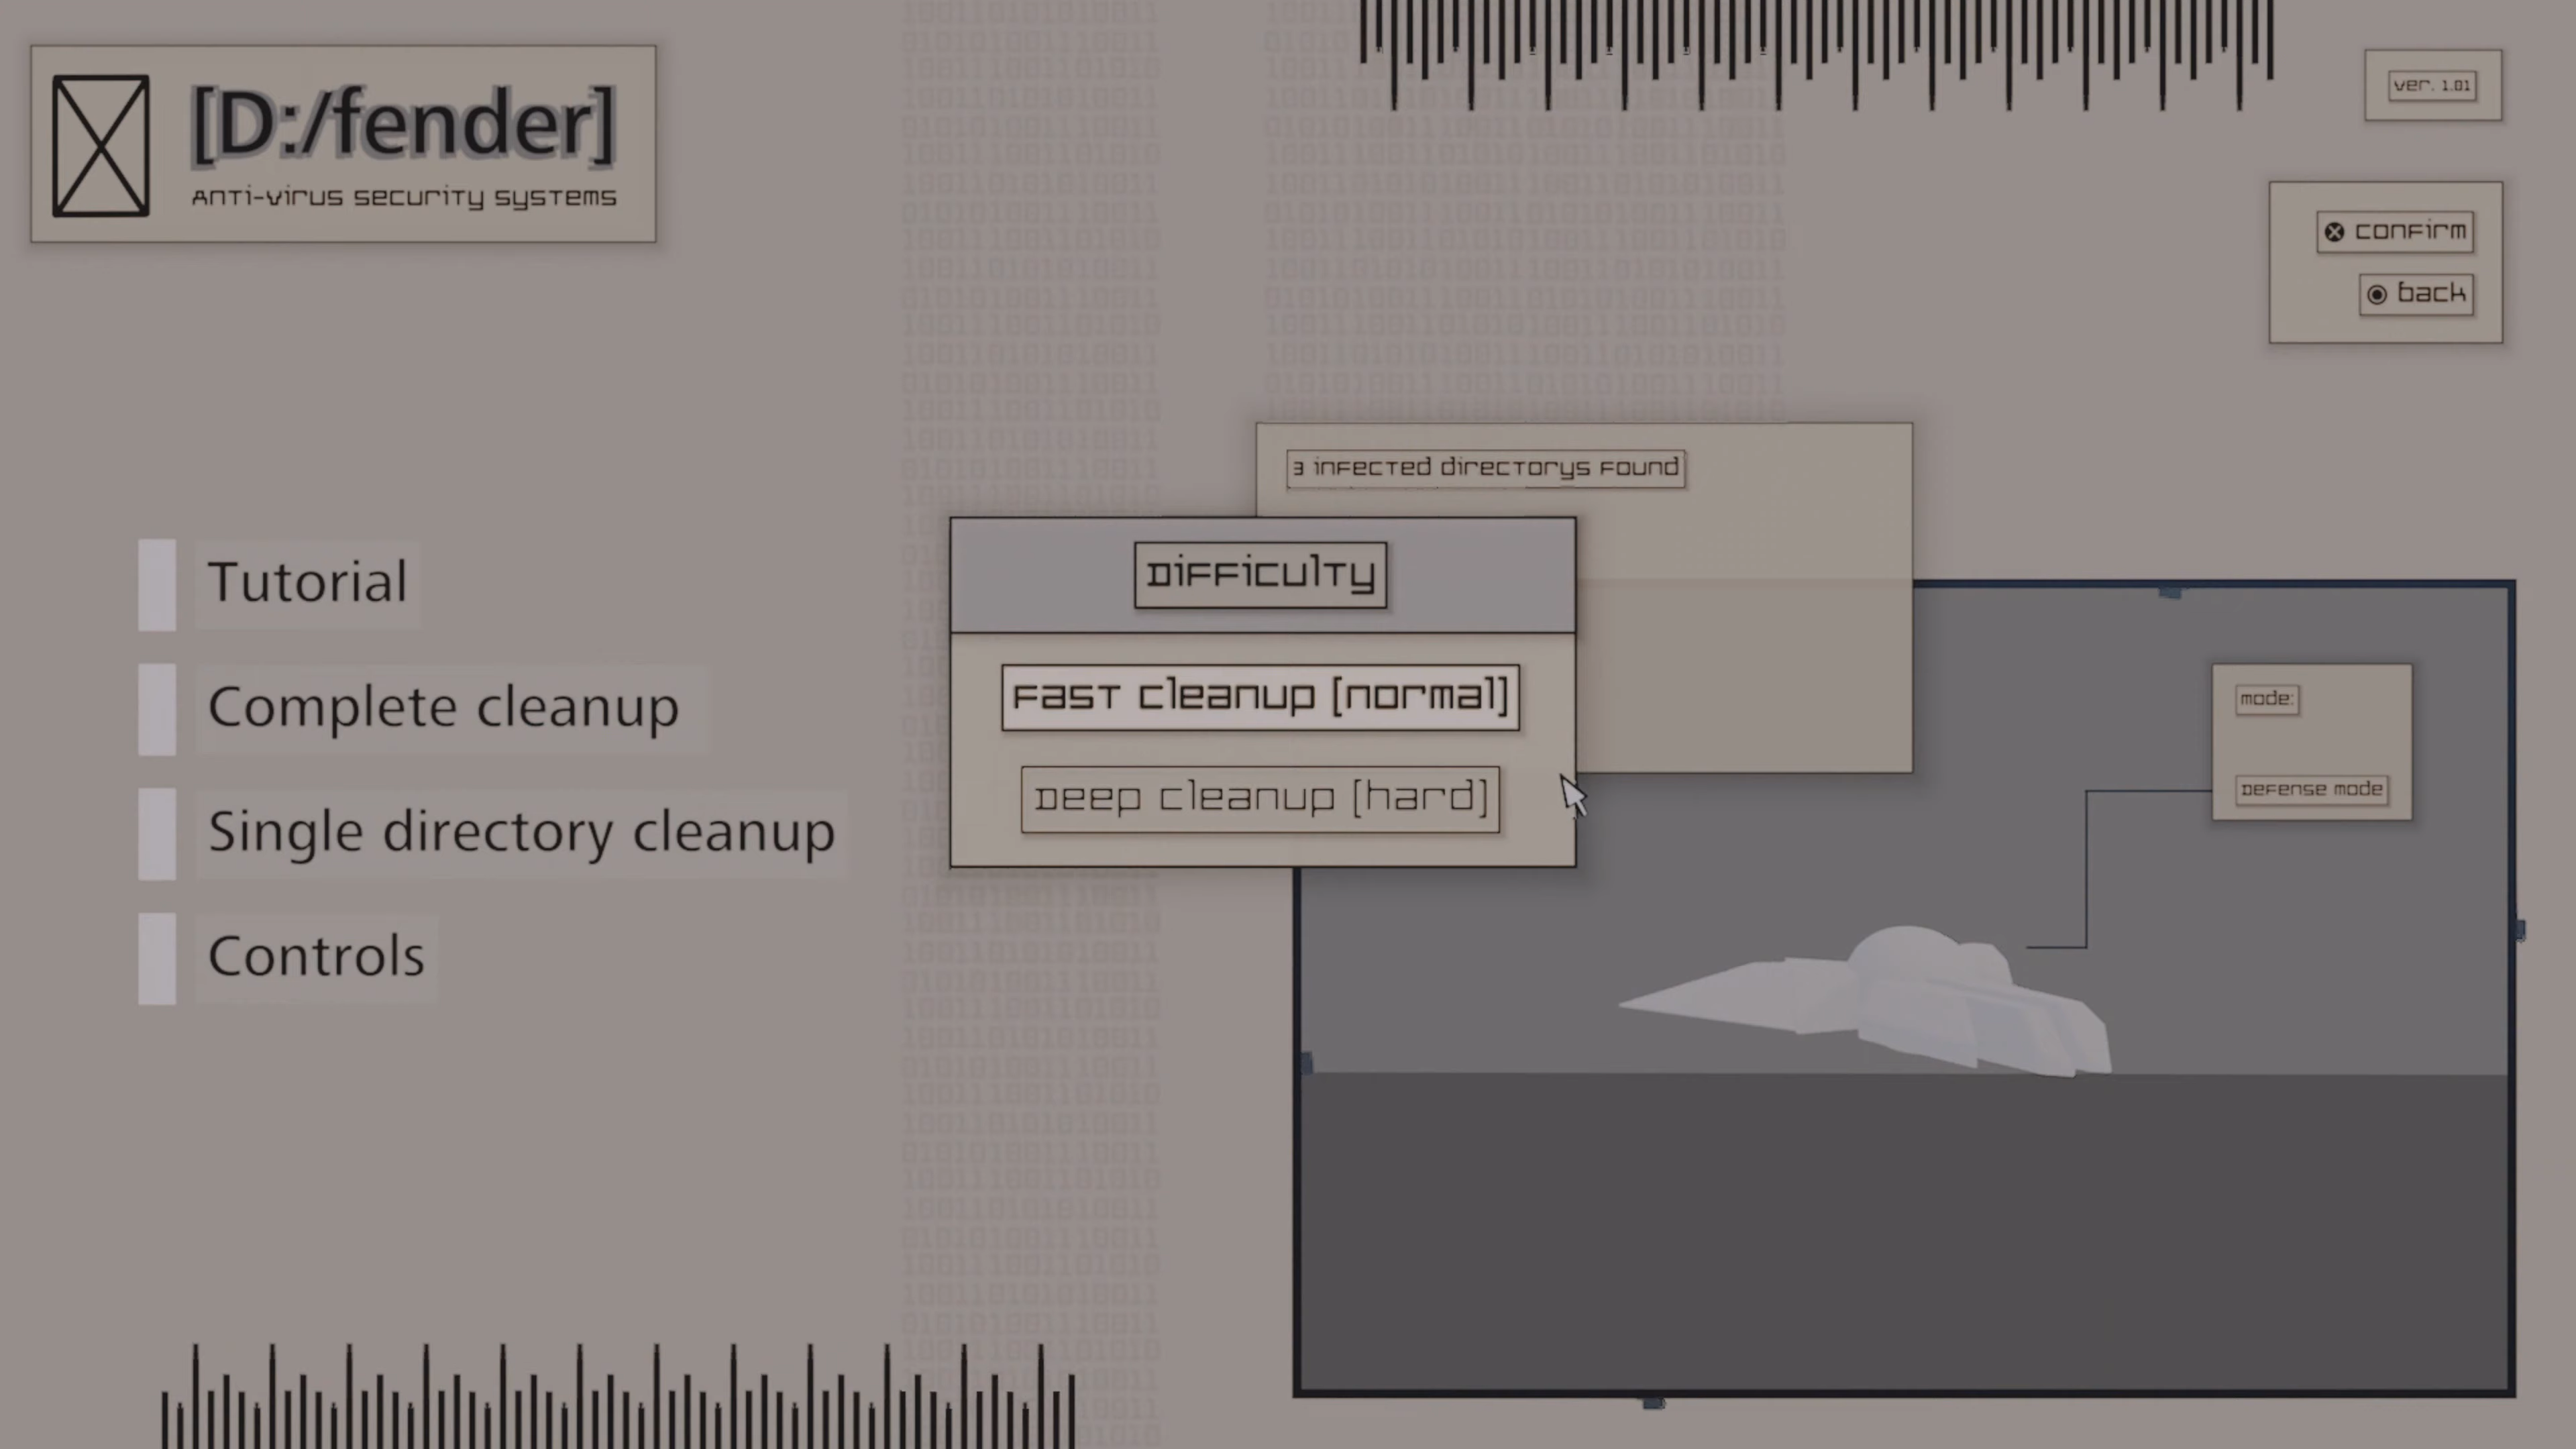 [D:/fender]
Anti-virus security systems
ver. 1.01
confirm
back
3 infected directorys found
Difficulty
Fast cleanup [normal]
Deep cleanup [hard]
Tutorial
Complete cleanup
Single directory cleanup
Controls
mode:
Defense mode